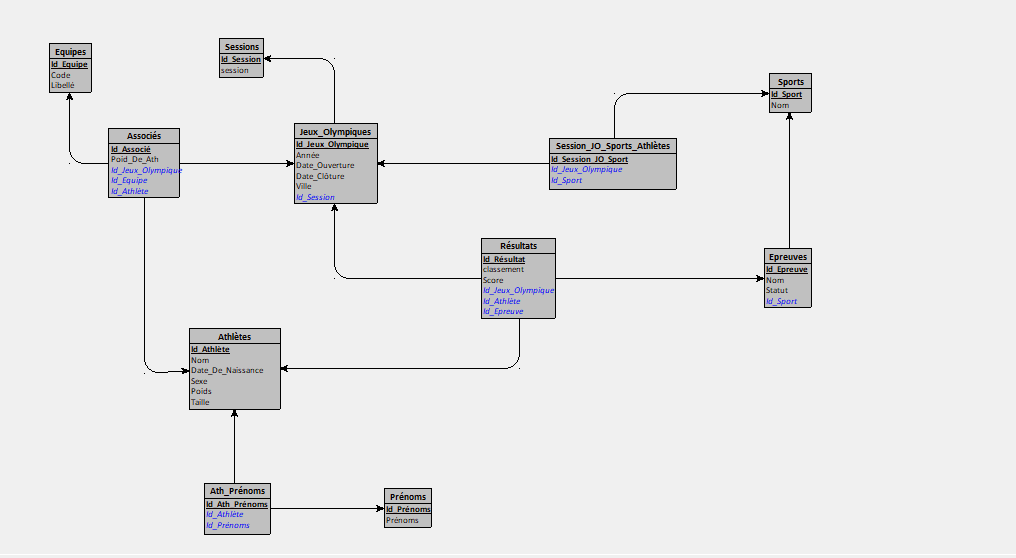 Equipes
Id_Equipe
Code
Libellé
Sessions
Id_Session
session
Sports
Id_Sport
Nom
Associés
Id_Associé
Poid_De_Ath
Id_Jeux_Olympique
Id_Equipe
Id_Athlète
Jeux_Olympiques
Id_Jeux_Olympique
Année
Date_Ouverture
Date_Clôture
Ville
Id_Session
Session_JO_Sports_Athlètes
Id_Session_JO_Sport
Id_Jeux_Olympique
Id_Sport
Résultats
Id_Résultat
classement
Score
Id_Jeux_Olympique
Id_Athlète
Id_Epreuve
Epreuves
Id_Epreuve
Nom
Statut
Id_Sport
Athlètes
Id_Athlète
Nom
Date_De_Naissance
Sexe
Poids
Taille
Ath_Prénoms
Id_Ath_Prénoms
Id_Athlète
Id_Prénoms
Prénoms
Id_Prénoms
Prénoms